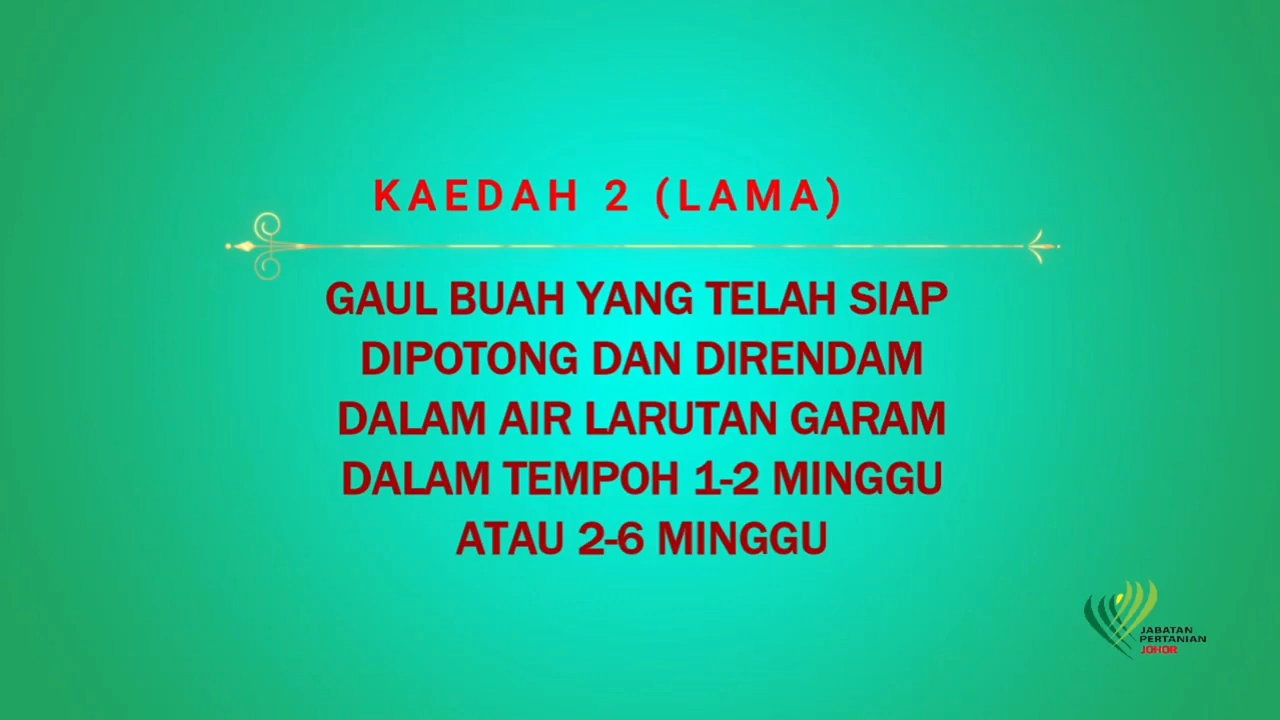 KAEDAH 2 (LAMA)
GAUL BUAH YANG TELAH SIAP
DIPOTONG DAN DIRENDAM
DALAM AIR LARUTAN GARAM
DALAM TEMPOH 1-2 MINGGU
ATAU 2-6 MINGGU
JABATAN
PERTANIAN
JOHOR